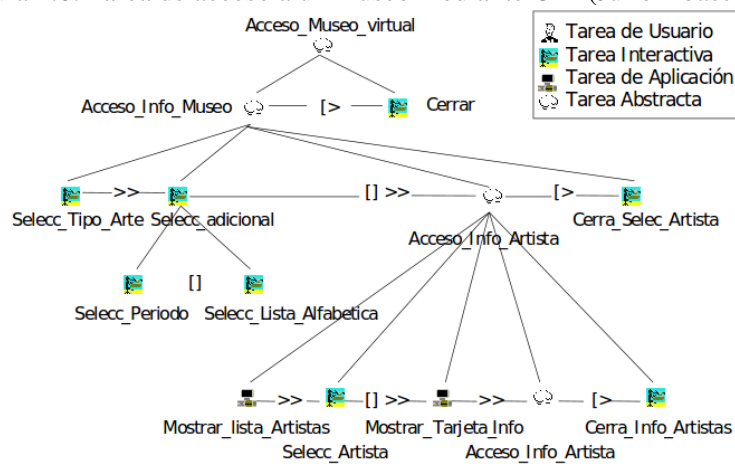 Acceso_Museo_virtual
Tarea de Usuario
Tarea Interactiva
Tarea de Aplicación
Tarea Abstracta
Acceso_Info_Museo [> Cerrar
>> [] >> [>
Selecc_Tipo_Arte Selecc_adicional Cerra_Selec_Artista
Acceso_Info_Artista
[]
Selecc_Periodo Selecc_Lista_Alfabetica
>> [] >> >> [>
Mostrar_lista_Artistas Mostrar_Tarjeta_Info Cerra_Info_Artistas
Selecc_Artista Acceso_Info_Artista